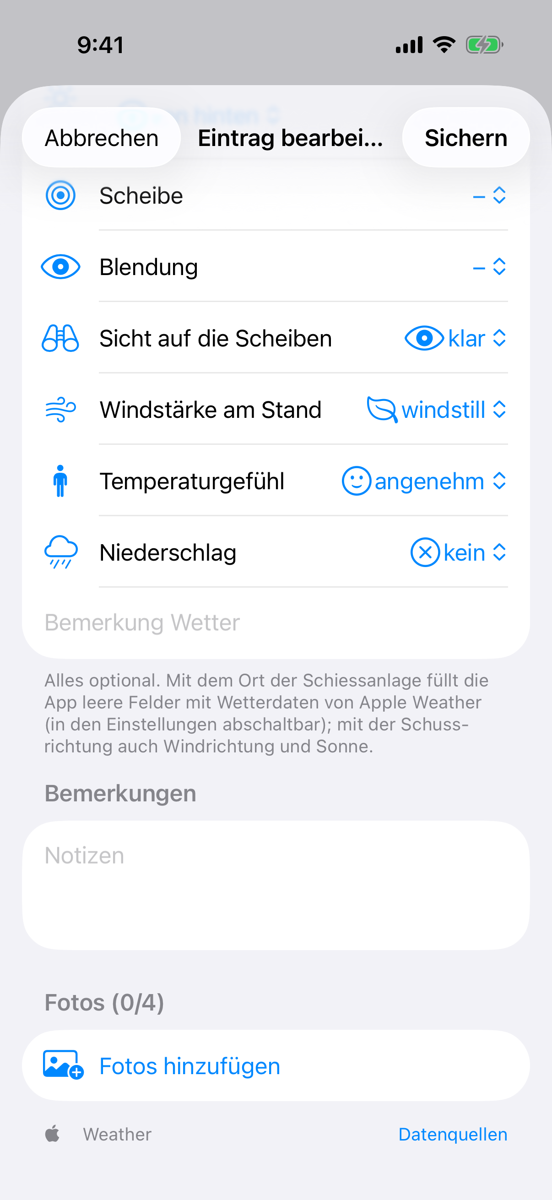 9:41
von hinten
Abbrechen
Eintrag bearbei...
Sichern
Scheibe –
Blendung –
Sicht auf die Scheiben klar
Windstärke am Stand windstill
Temperaturgefühl angenehm
Niederschlag kein
Bemerkung Wetter
Alles optional. Mit dem Ort der Schiessanlage füllt die
App leere Felder mit Wetterdaten von Apple Weather
(in den Einstellungen abschaltbar); mit der Schuss-
richtung auch Windrichtung und Sonne.
Bemerkungen
Notizen
Fotos (0/4)
Fotos hinzufügen
Weather
Datenquellen